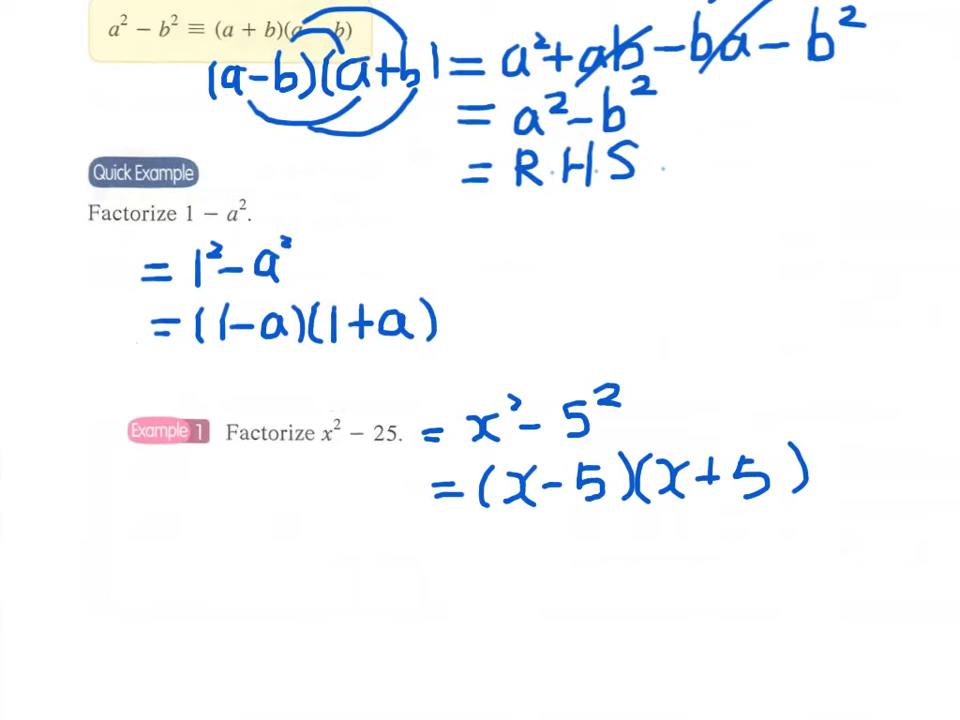 a² − b² ≡ (a + b)(a − b)
(a-b)(a+b) = a²+ab-ba-b²
= a²-b²
= R.H.S
Quick Example
Factorize 1 − a².
= 1²-a²
= (1-a)(1+a)
Example 1 Factorize x² − 25. = x²-5²
= (x-5)(x+5)